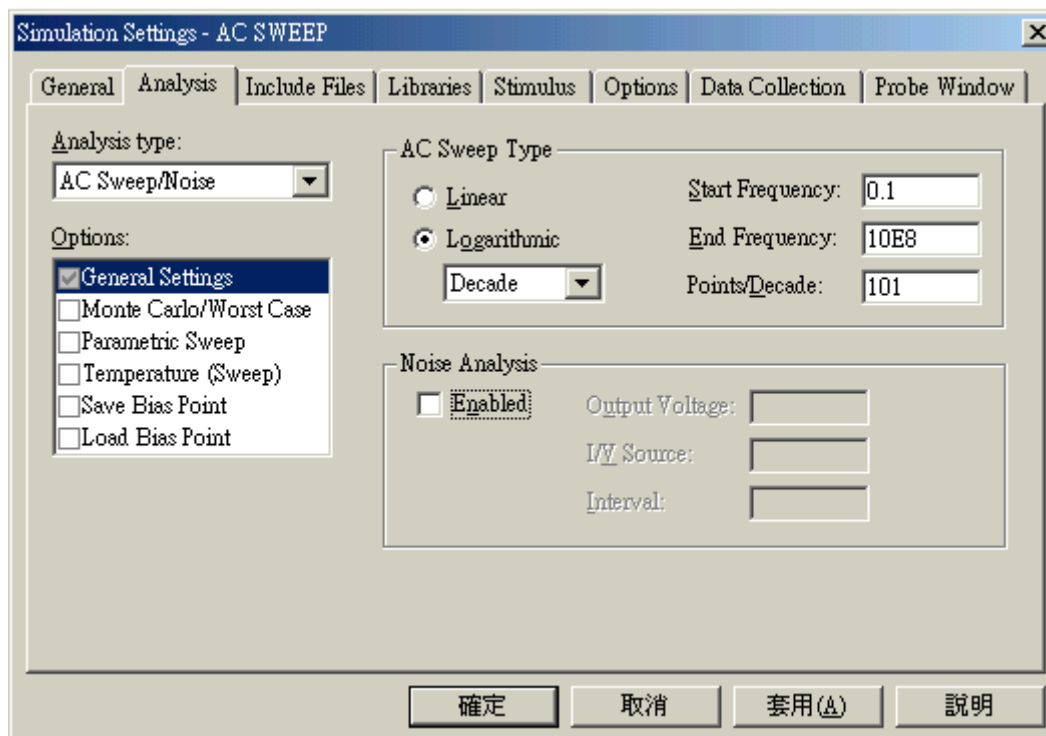 Simulation Settings - AC SWEEP
General Analysis Include Files Libraries Stimulus Options Data Collection Probe Window
Analysis type:
AC Sweep/Noise
Options:
General Settings
Monte Carlo/Worst Case
Parametric Sweep
Temperature (Sweep)
Save Bias Point
Load Bias Point
AC Sweep Type
Linear
Logarithmic
Decade
Start Frequency: 0.1
End Frequency: 10E8
Points/Decade: 101
Noise Analysis
Enabled
Output Voltage:
I/V Source:
Interval:
確定 取消 套用(A) 說明